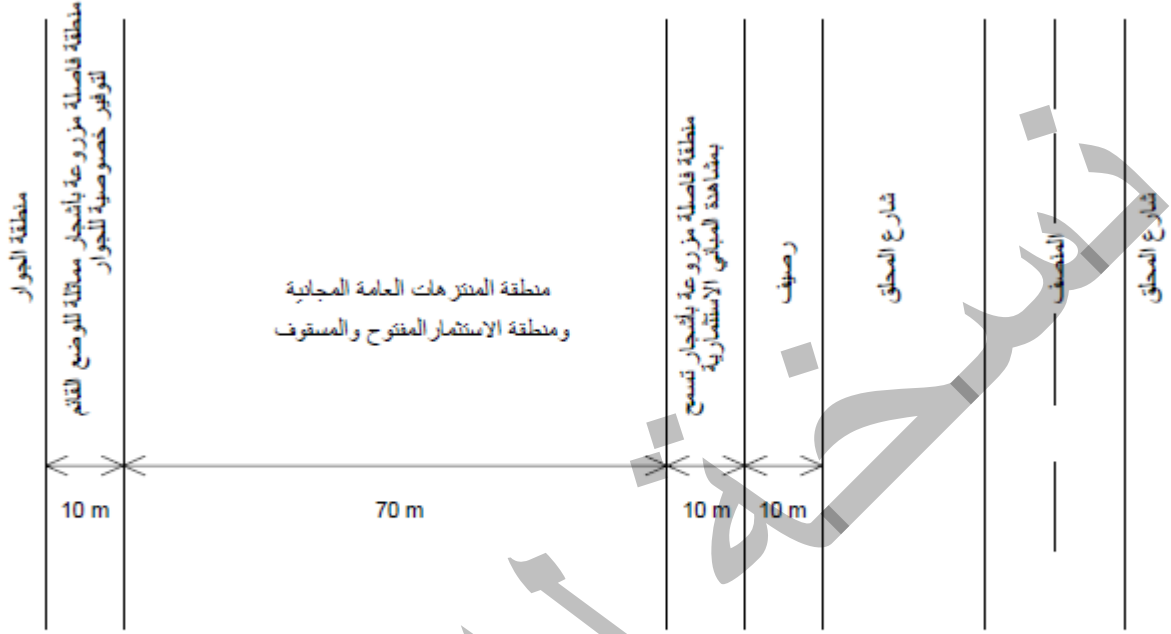 شارع المحلق
المنصف
شارع المحلق
رصيف
منطقة فاصلة مزروعة بأشجار تسمح
بمشاهدة المباني الاستثمارية
منطقة المنتزهات العامة المجانية
ومنطقة الاستثمار المفتوح والمسقوف
منطقة فاصلة مزروعة بأشجار مماثلة للوضع القائم
لتوفير خصوصية للجوار
منطقة الجوار
10 m
70 m
10 m
10 m
نسخة